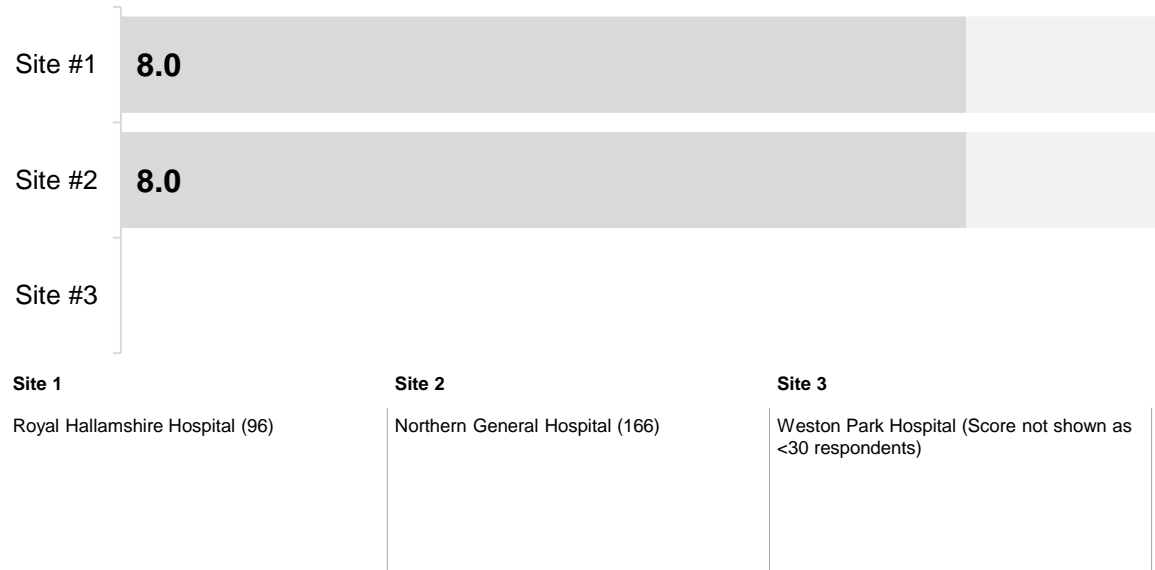 Site #1
8.0
Site #2
8.0
Site #3
Site 1
Site 2
Site 3
Royal Hallamshire Hospital (96)
Northern General Hospital (166)
Weston Park Hospital (Score not shown as
<30 respondents)